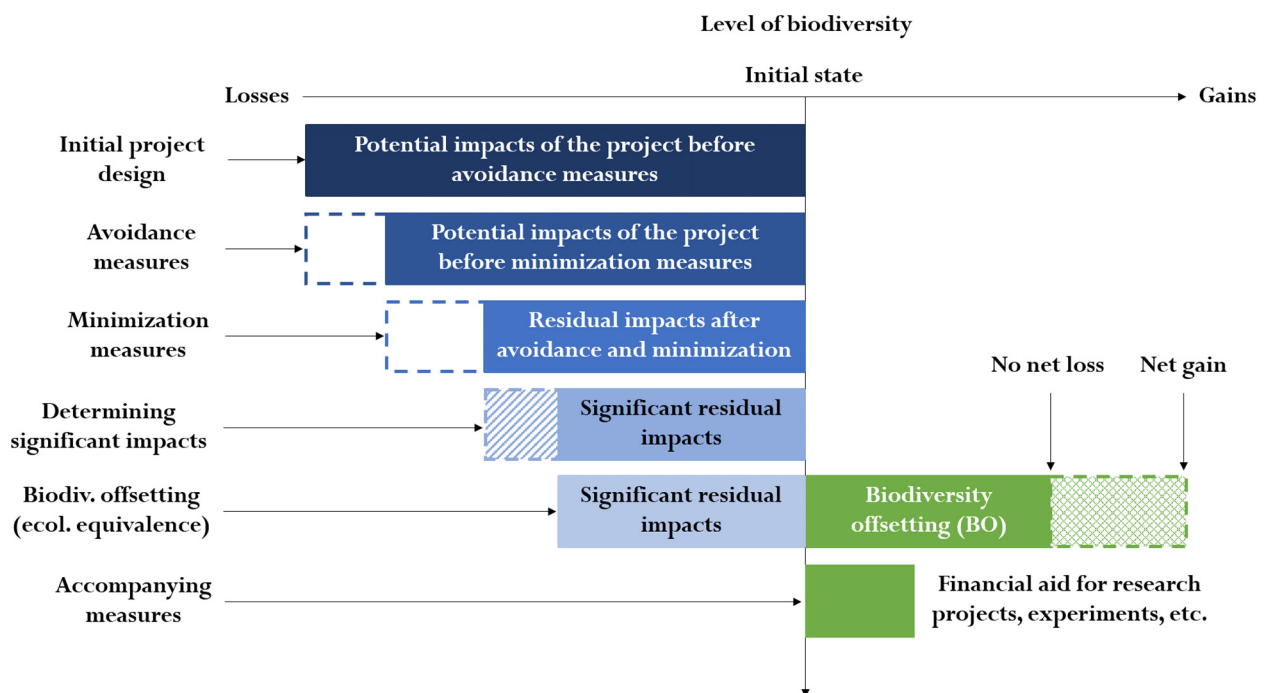 Level of biodiversity
Initial state
Losses
Gains
Initial project
design
Potential impacts of the project before
avoidance measures
Avoidance
measures
Potential impacts of the project
before minimization measures
Minimization
measures
Residual impacts after
avoidance and minimization
No net loss
Net gain
Determining
significant impacts
Significant residual
impacts
Biodiv. offsetting
(ecol. equivalence)
Significant residual
impacts
Biodiversity
offsetting (BO)
Accompanying
measures
Financial aid for research
projects, experiments, etc.